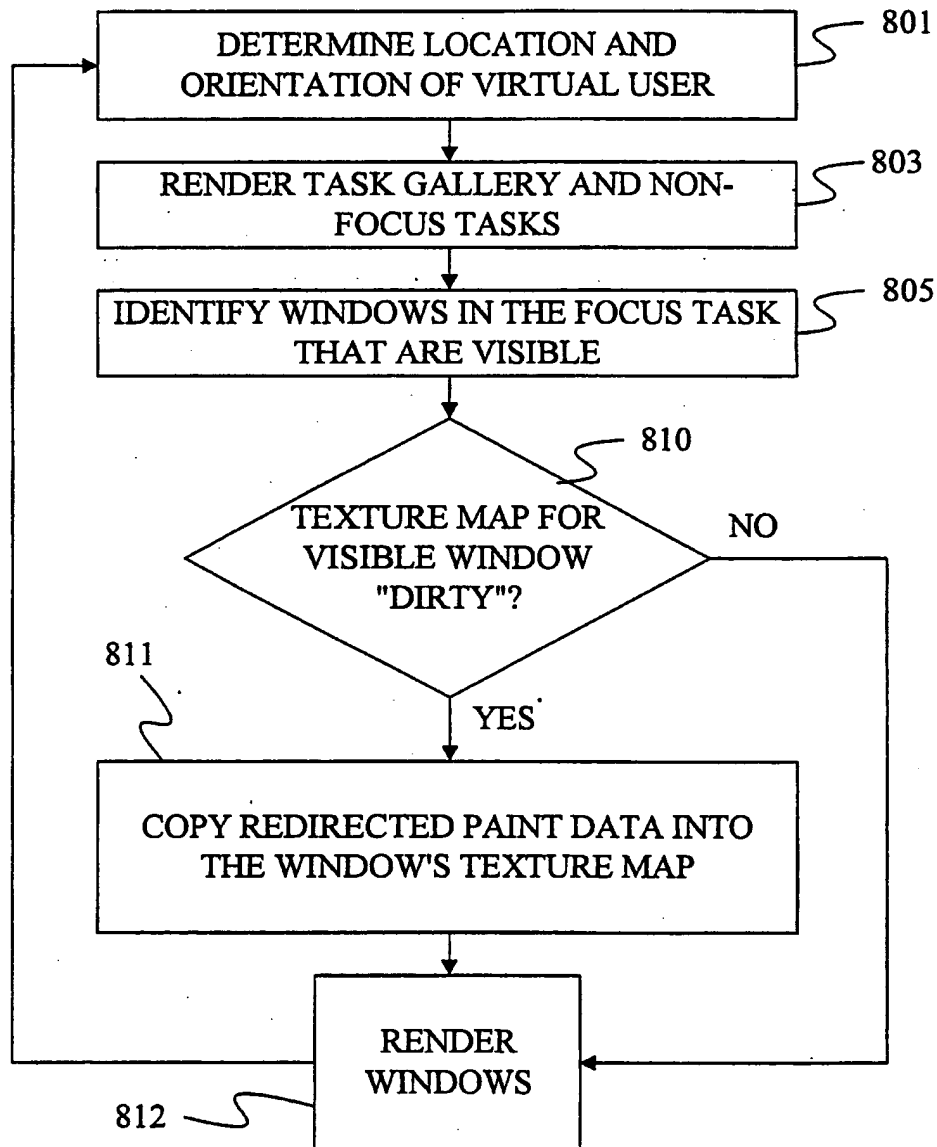 DETERMINE LOCATION AND
ORIENTATION OF VIRTUAL USER
801
RENDER TASK GALLERY AND NON-
FOCUS TASKS
803
IDENTIFY WINDOWS IN THE FOCUS TASK
THAT ARE VISIBLE
805
810
TEXTURE MAP FOR
VISIBLE WINDOW
"DIRTY"?
NO
811
YES
COPY REDIRECTED PAINT DATA INTO
THE WINDOW'S TEXTURE MAP
RENDER
WINDOWS
812